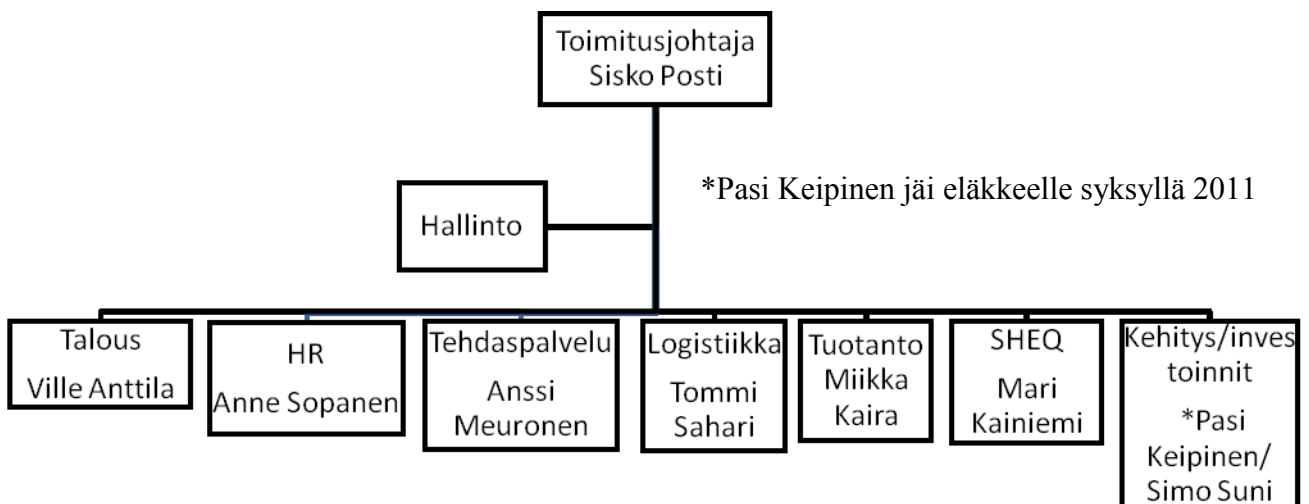 Toimitusjohtaja
Sisko Posti
*Pasi Keipinen jäi eläkkeelle syksyllä 2011
Hallinto
Talous
Ville Anttila
HR
Anne Sopanen
Tehdaspalvelu
Anssi
Meuronen
Logistiikka
Tommi
Sahari
Tuotanto
Miikka
Kaira
SHEQ
Mari
Kainiemi
Kehitys/inves
toinnit
*Pasi
Keipinen/
Simo Suni